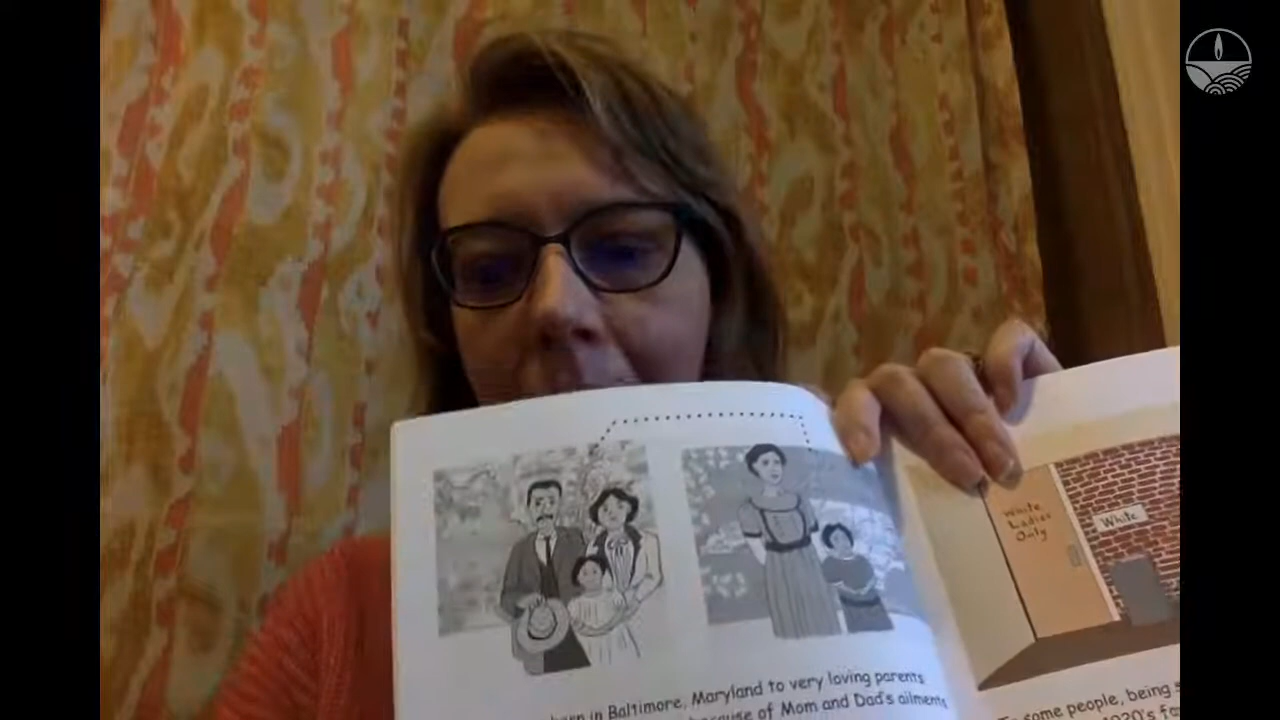 born in Baltimore, Maryland to very loving parents
because of Mom and Dad's ailments
White
Ladies
Only
White
To some people, being
1920's